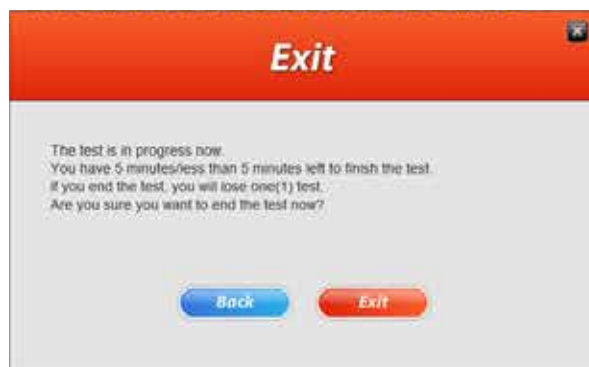 Exit
The test is in progress now.
You have 5 minutes/less than 5 minutes left to finish the test.
If you end the test, you will lose one(1) test.
Are you sure you want to end the test now?
Back
Exit